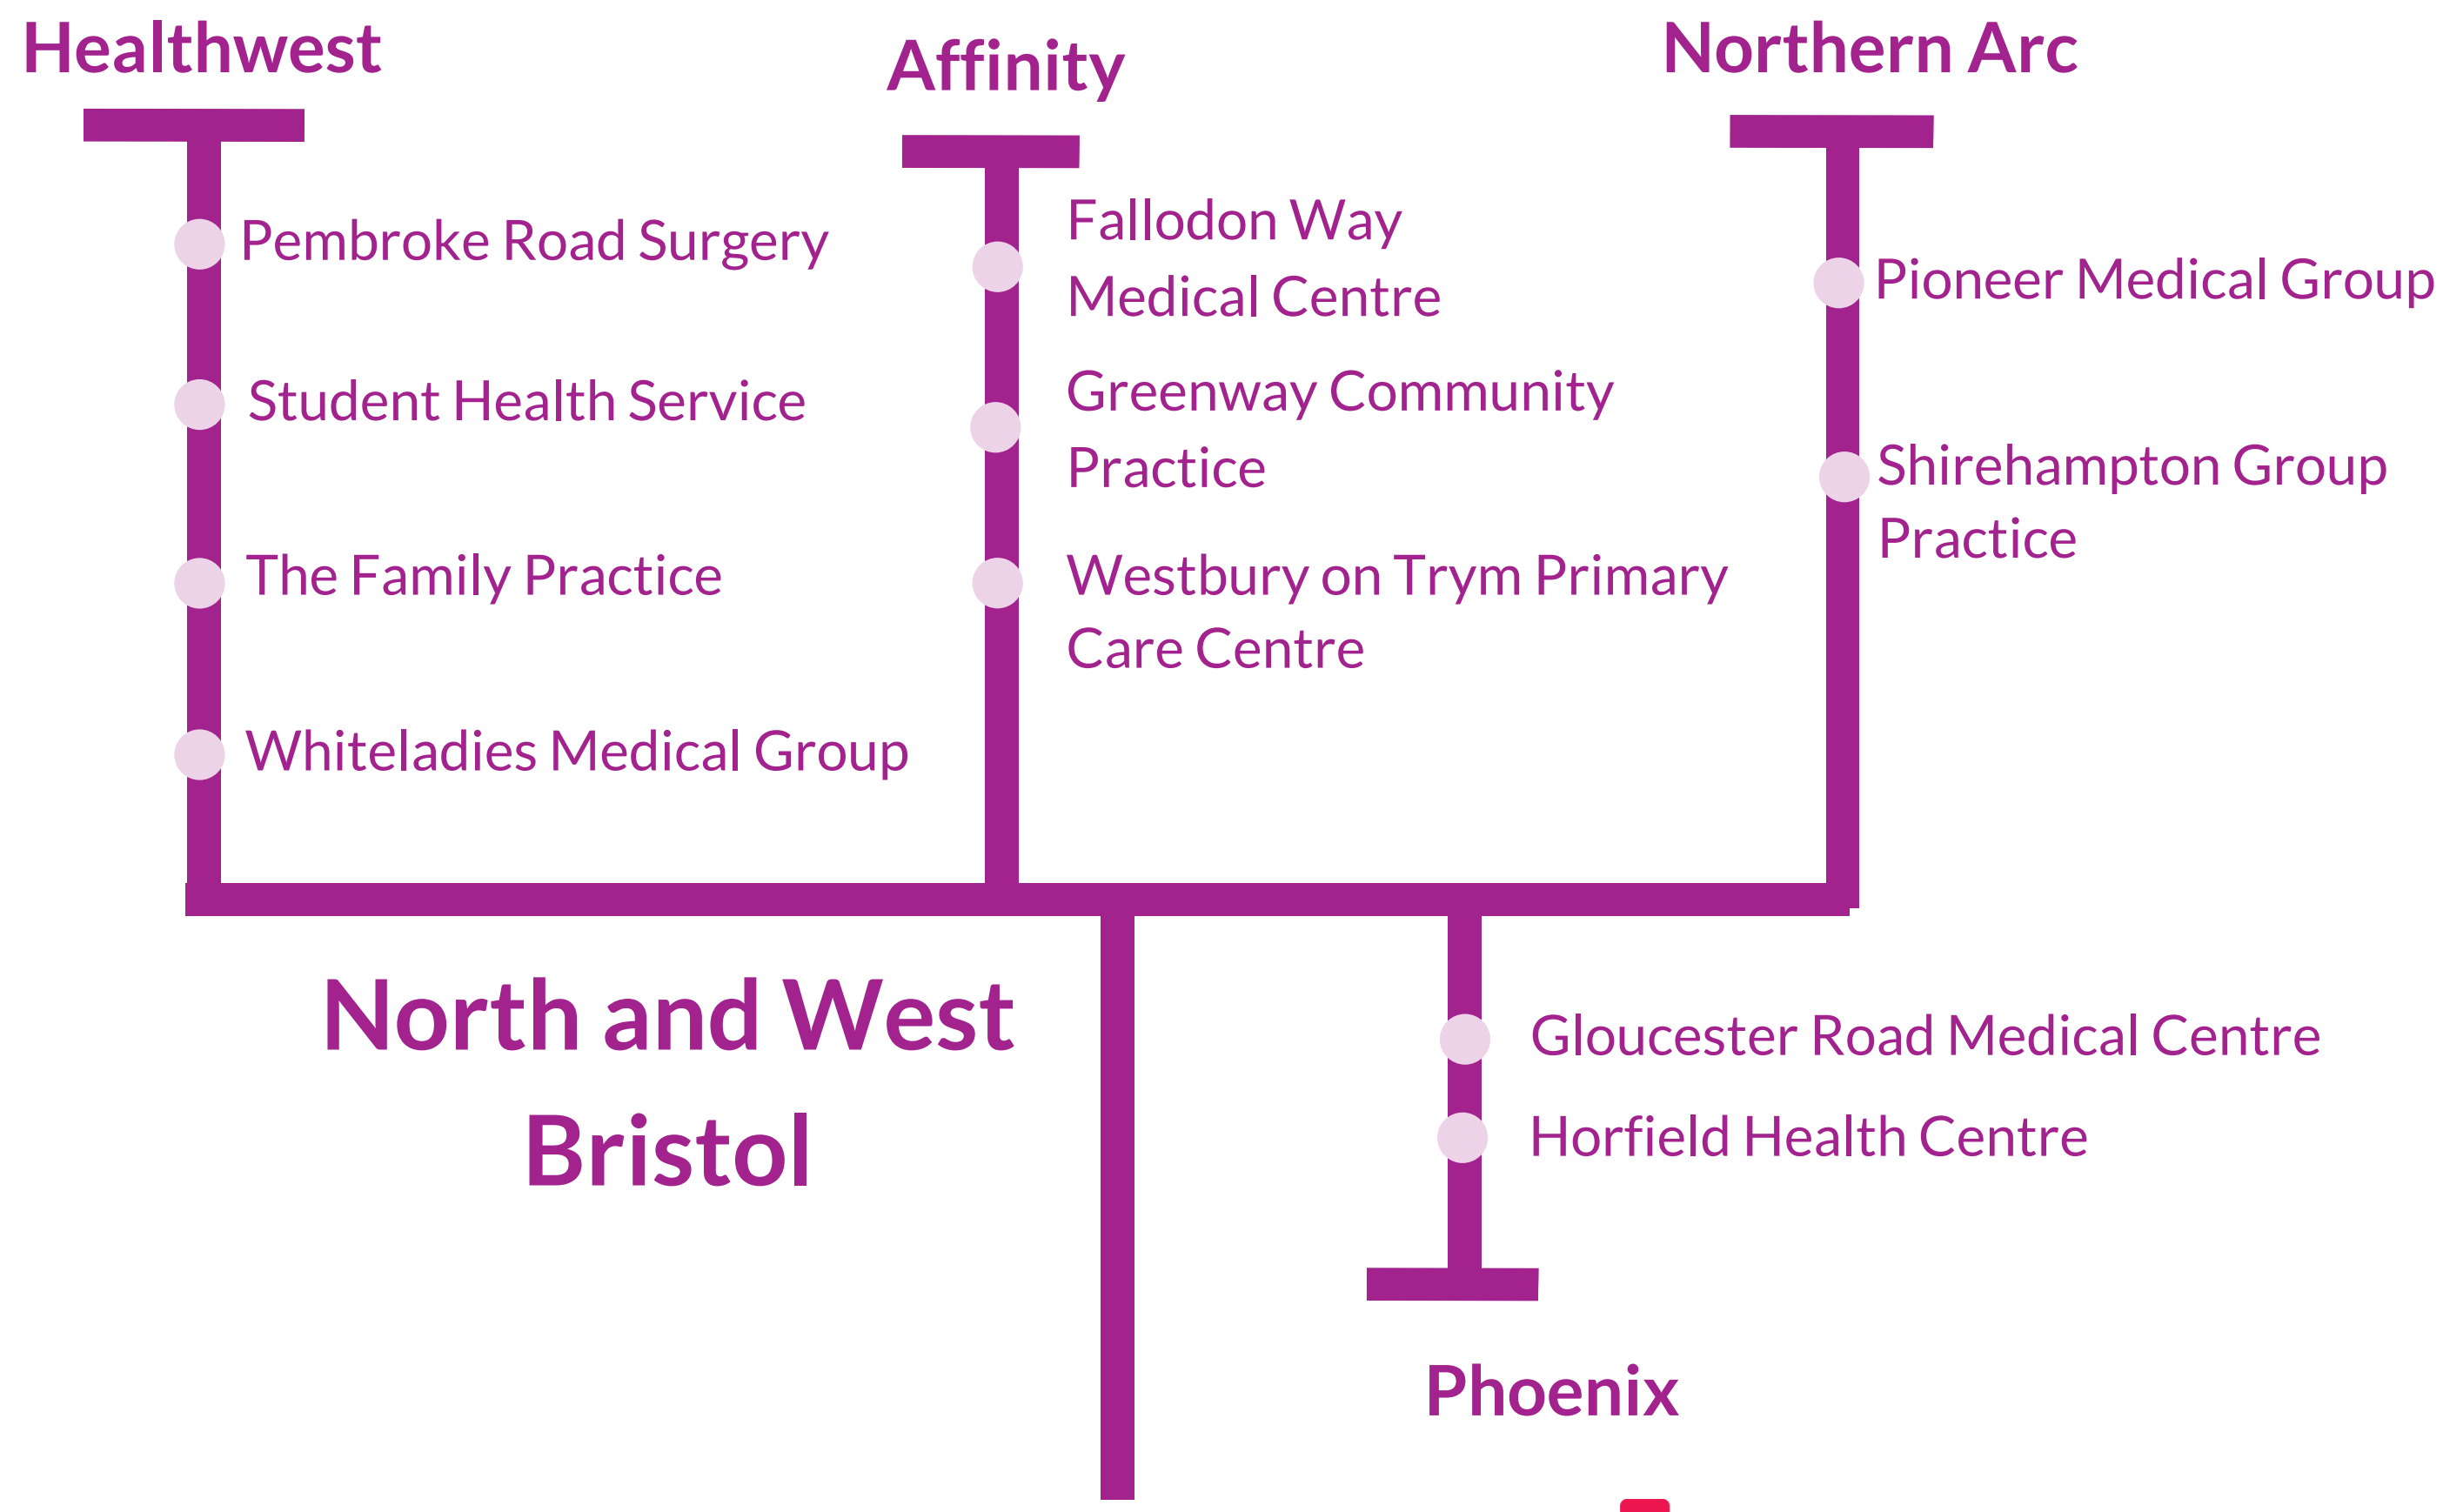 Healthwest
Pembroke Road Surgery
Student Health Service
The Family Practice
Whiteladies Medical Group
Affinity
Fallodon Way
Medical Centre
Greenway Community
Practice
Westbury on Trym Primary
Care Centre
Northern Arc
Pioneer Medical Group
Shirehampton Group
Practice
North and West
Bristol
Gloucester Road Medical Centre
Horfield Health Centre
Phoenix